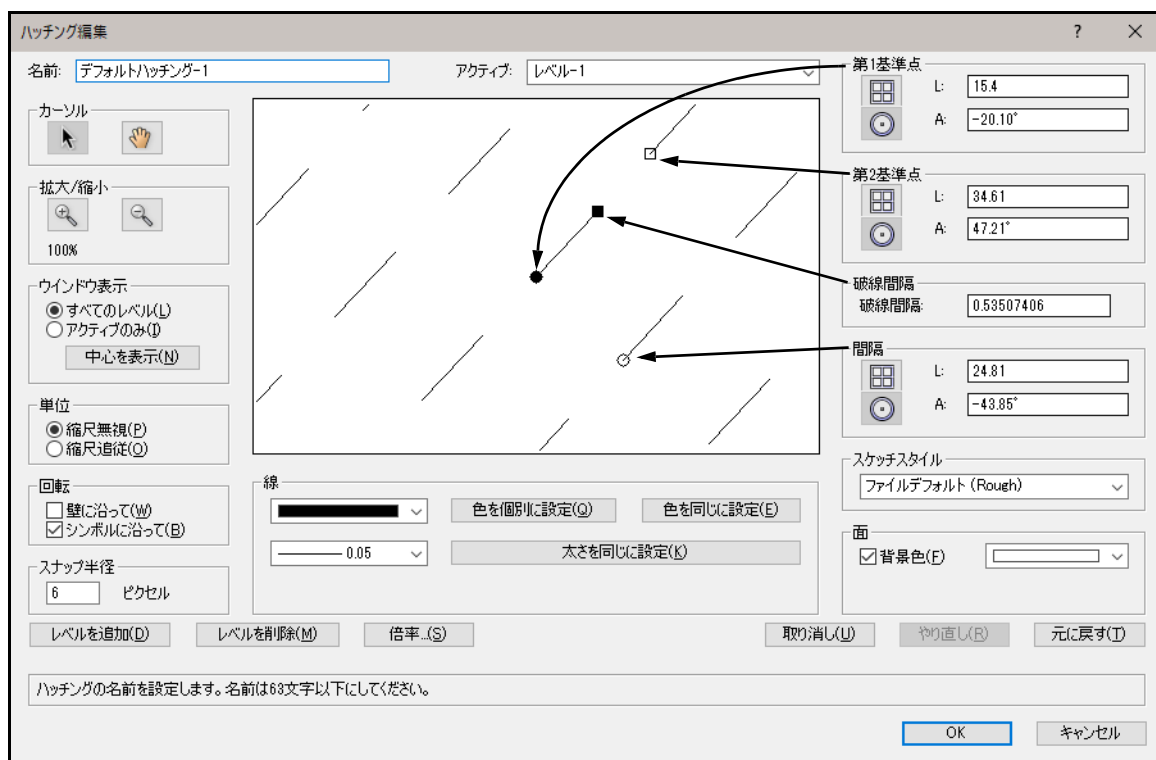 ハッチング編集
?
名前: デフォルトハッチング-1
アクティブ: レベル-1
カーソル
拡大/縮小
100%
ウインドウ表示
すべてのレベル(L)
アクティブのみ(I)
中心を表示(N)
単位
縮尺無視(P)
縮尺追従(O)
回転
壁に沿って(W)
シンボルに沿って(B)
スナップ半径
6 ピクセル
線
色を個別に設定(Q)
色を同じに設定(E)
0.05
太さを同じに設定(K)
第1基準点
L: 15.4
A: -20.10°
第2基準点
L: 34.61
A: 47.21°
破線間隔
破線間隔: 0.53507406
間隔
L: 24.81
A: -43.85°
スケッチスタイル
ファイルデフォルト (Rough)
面
背景色(F)
レベルを追加(D)
レベルを削除(M)
倍率...(S)
取り消し(U)
やり直し(R)
元に戻す(T)
ハッチングの名前を設定します。名前は63文字以下にしてください。
OK
キャンセル